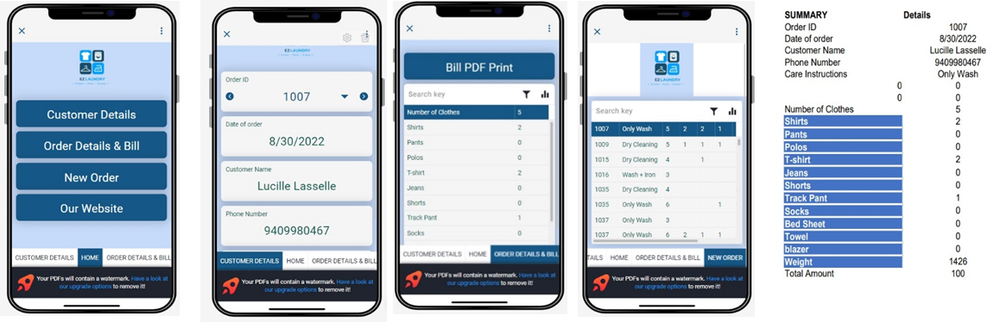 EZ LAUNDRY
Customer Details
Order Details & Bill
New Order
Our Website
CUSTOMER DETAILS HOME ORDER DETAILS & BILL
Your PDFs will contain a watermark. Have a look at
our upgrade options to remove it!
EZ LAUNDRY
Order ID
1007
Date of order
8/30/2022
Customer Name
Lucille Lasselle
Phone Number
9409980467
CUSTOMER DETAILS HOME ORDER DETAILS & BILL
Your PDFs will contain a watermark. Have a look at
our upgrade options to remove it!
Bill PDF Print
Search key
Number of Clothes 5
Shirts 2
Pants 0
Polos 0
T-shirt 2
Jeans 0
Shorts 0
Track Pant 1
Socks 0
CUSTOMER DETAILS HOME ORDER DETAILS & BILL
Your PDFs will contain a watermark. Have a look at
our upgrade options to remove it!
EZ LAUNDRY
Search key
1007 Only Wash 5 2 2 1
1009 Dry Cleaning 5 1 1 1
1015 Dry Cleaning 4 1
1016 Wash + Iron 3
1035 Dry Cleaning 4
1035 Only Wash 6 1
1037 Only Wash 3
1037 Only Wash 6 2 1 1
TAILS HOME ORDER DETAILS & BILL NEW ORDER
Your PDFs will contain a watermark. Have a look at
our upgrade options to remove it!
SUMMARY Details
Order ID 1007
Date of order 8/30/2022
Customer Name Lucille Lasselle
Phone Number 9409980467
Care Instructions Only Wash
0 0
0 0
Number of Clothes 5
Shirts 2
Pants 0
Polos 0
T-shirt 2
Jeans 0
Shorts 0
Track Pant 1
Socks 0
Bed Sheet 0
Towel 0
blazer 0
Weight 1426
Total Amount 100